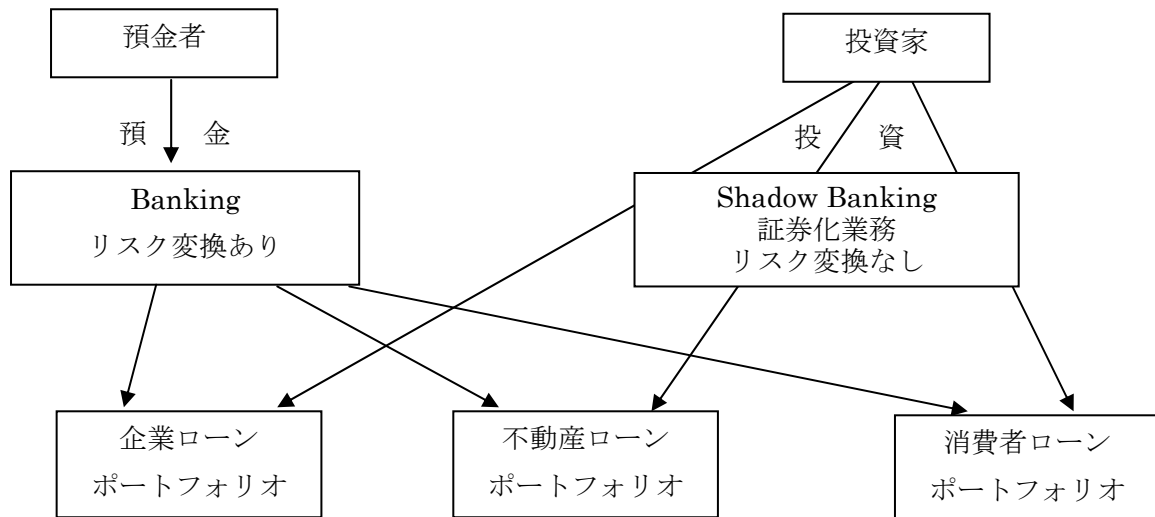 預金者
投資家
預 金
投 資
Banking
リスク変換あり
Shadow Banking
証券化業務
リスク変換なし
企業ローン
ポートフォリオ
不動産ローン
ポートフォリオ
消費者ローン
ポートフォリオ